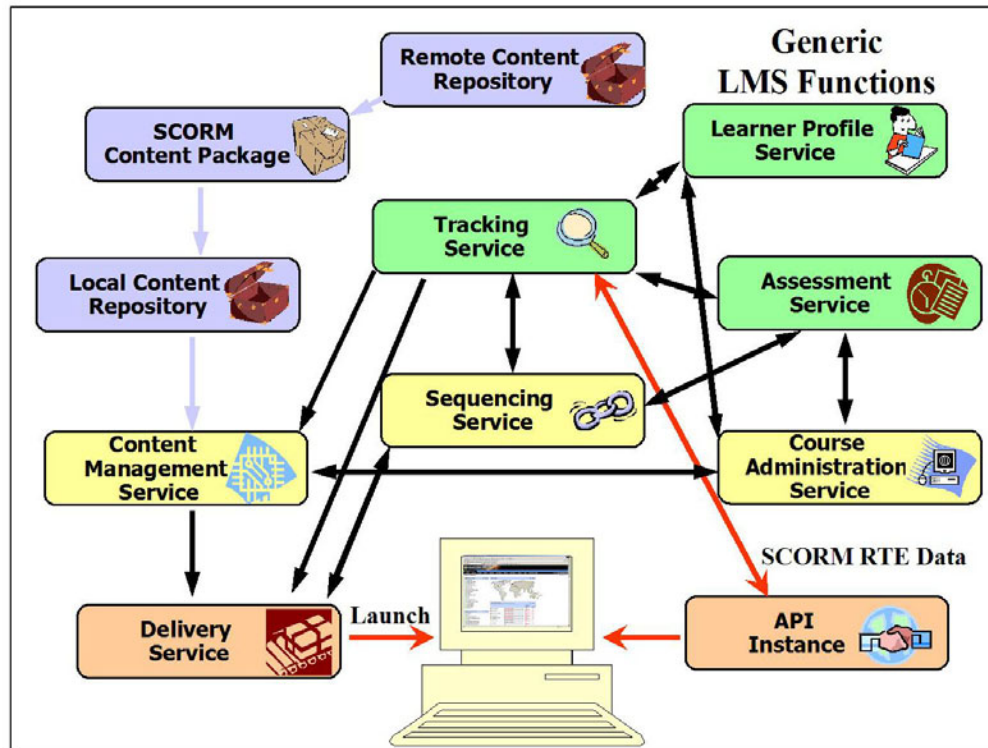 Remote Content
Repository
Generic
LMS Functions
SCORM
Content Package
Learner Profile
Service
Tracking
Service
Local Content
Repository
Assessment
Service
Sequencing
Service
Content
Management
Service
Course
Administration
Service
SCORM RTE Data
Delivery
Service
Launch
API
Instance